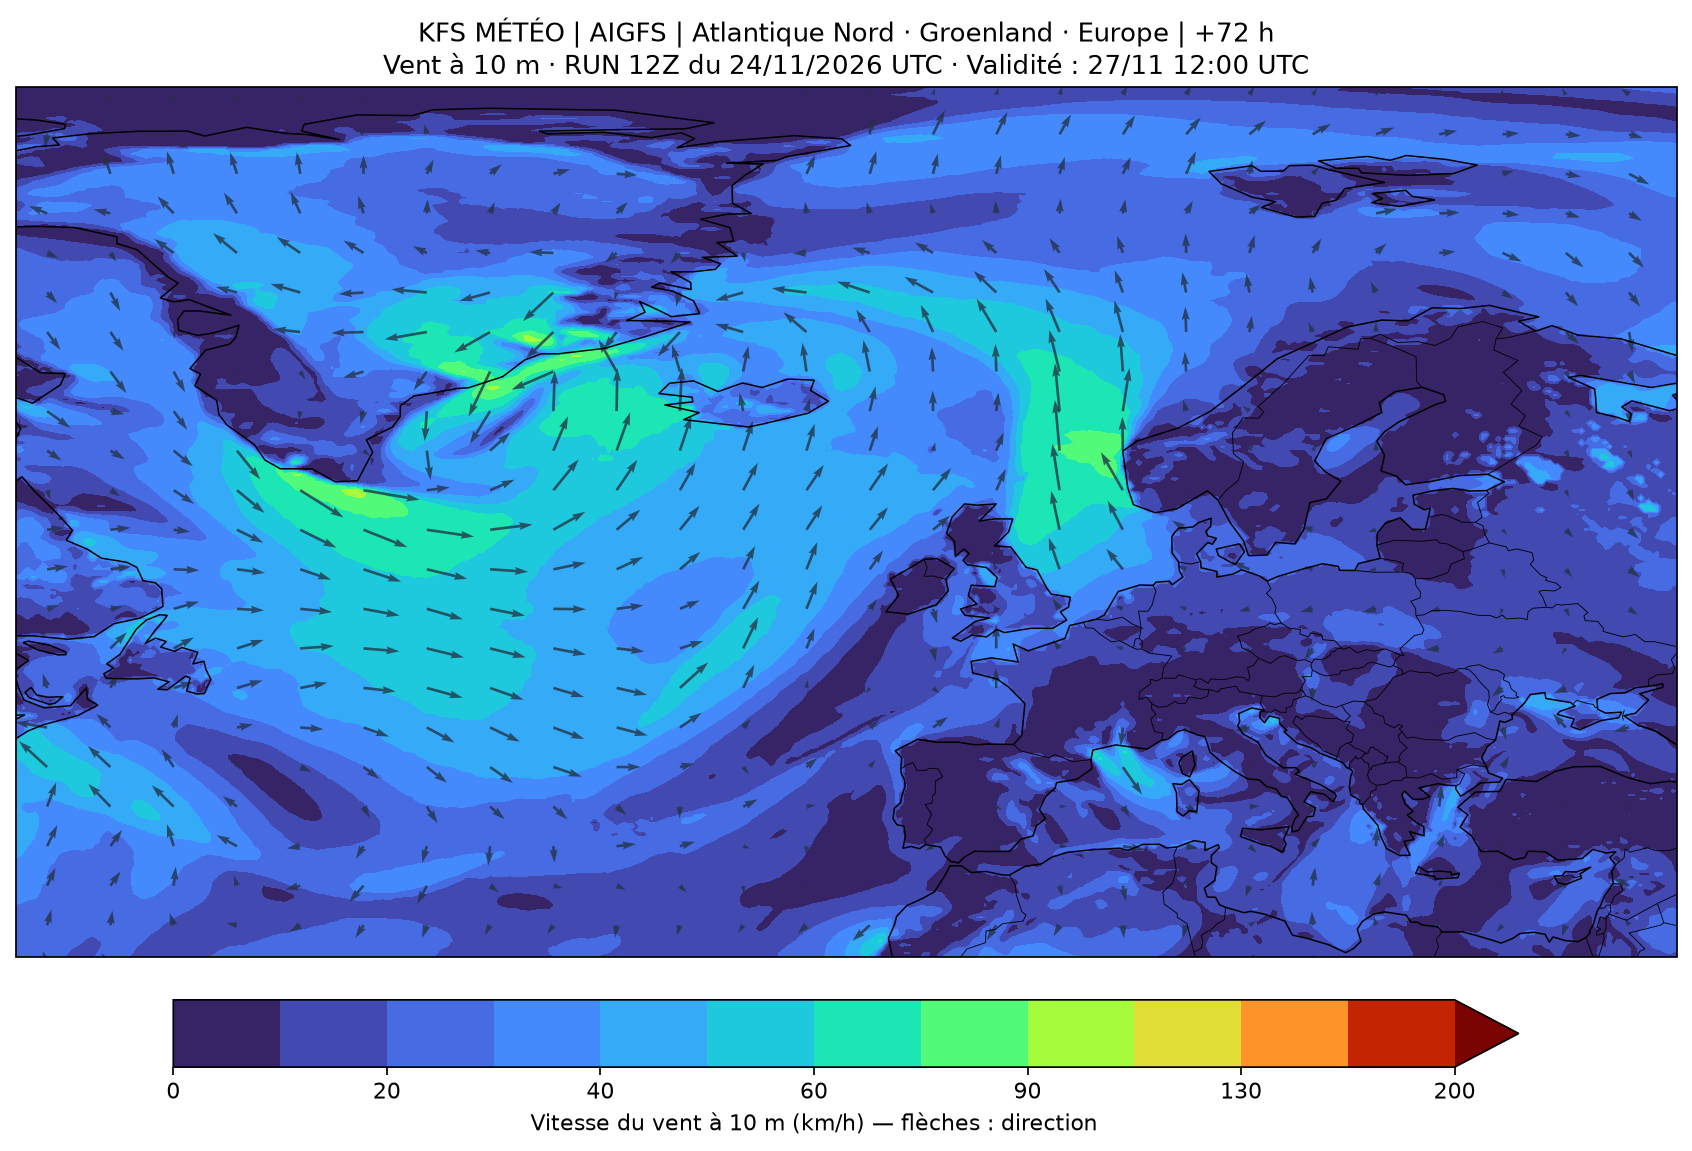 KFS MÉTÉO | AIGFS | Atlantique Nord · Groenland · Europe | +72 h
Vent à 10 m · RUN 12Z du 24/11/2026 UTC · Validité : 27/11 12:00 UTC
0 20 40 60 90 130 200
Vitesse du vent à 10 m (km/h) — flèches : direction